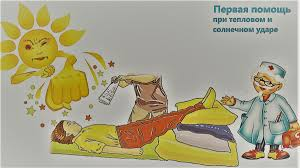 Первая помощь
при тепловом и
солнечном ударе